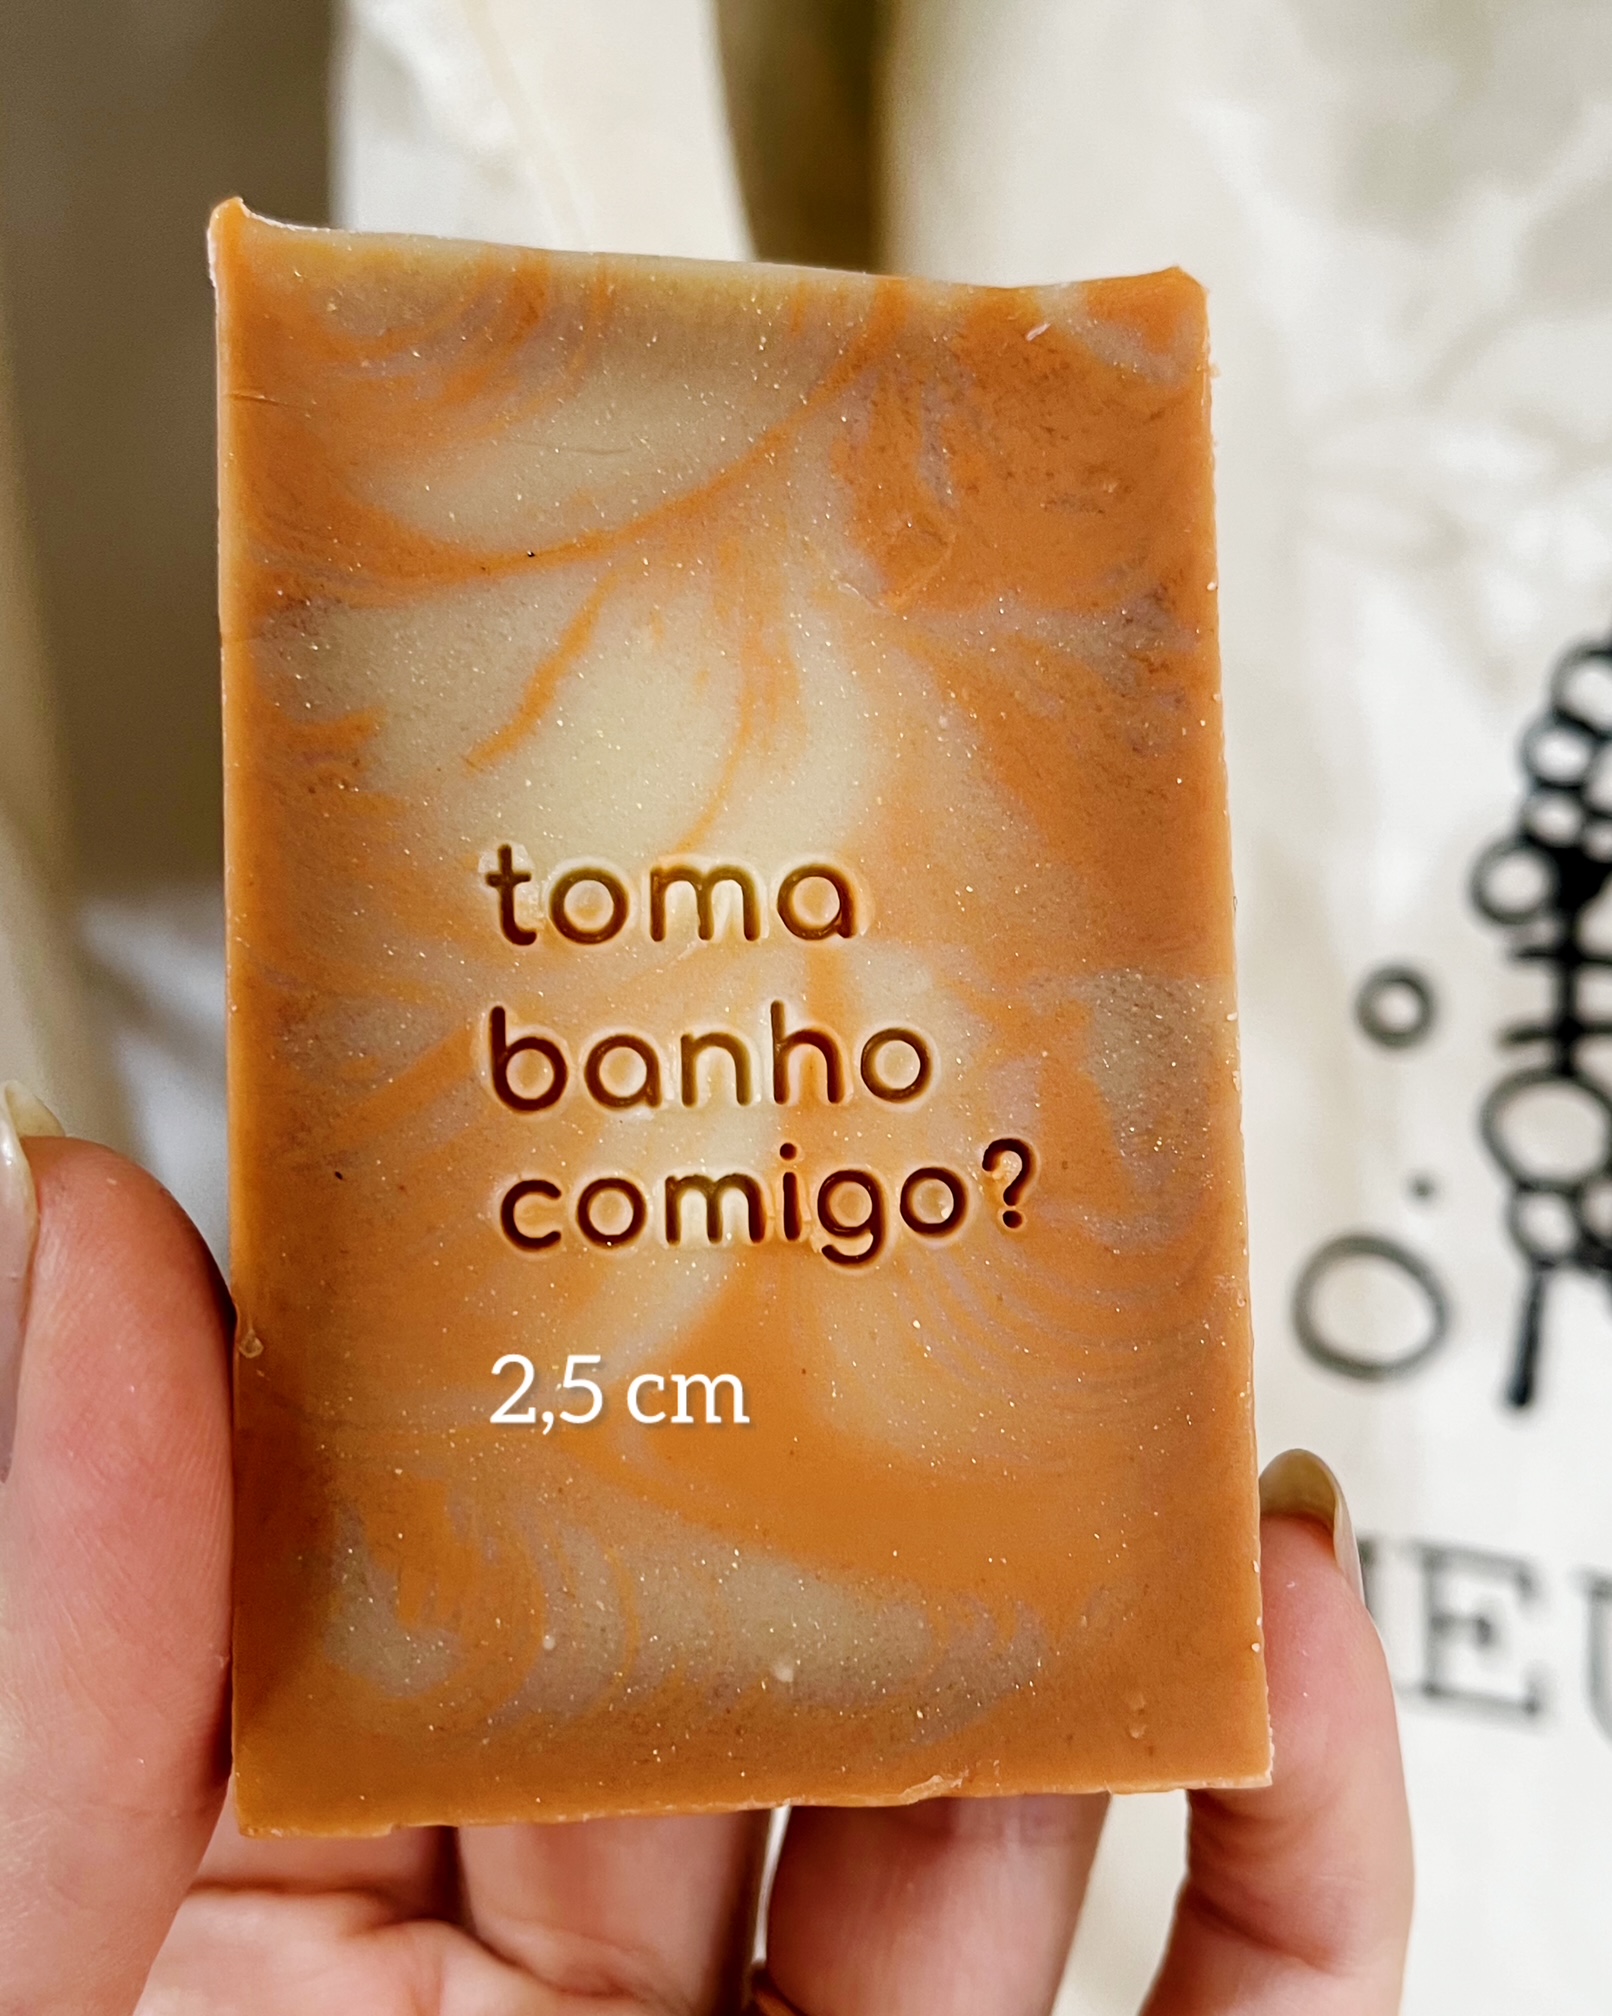 toma
banho
comigo?
2,5 cm